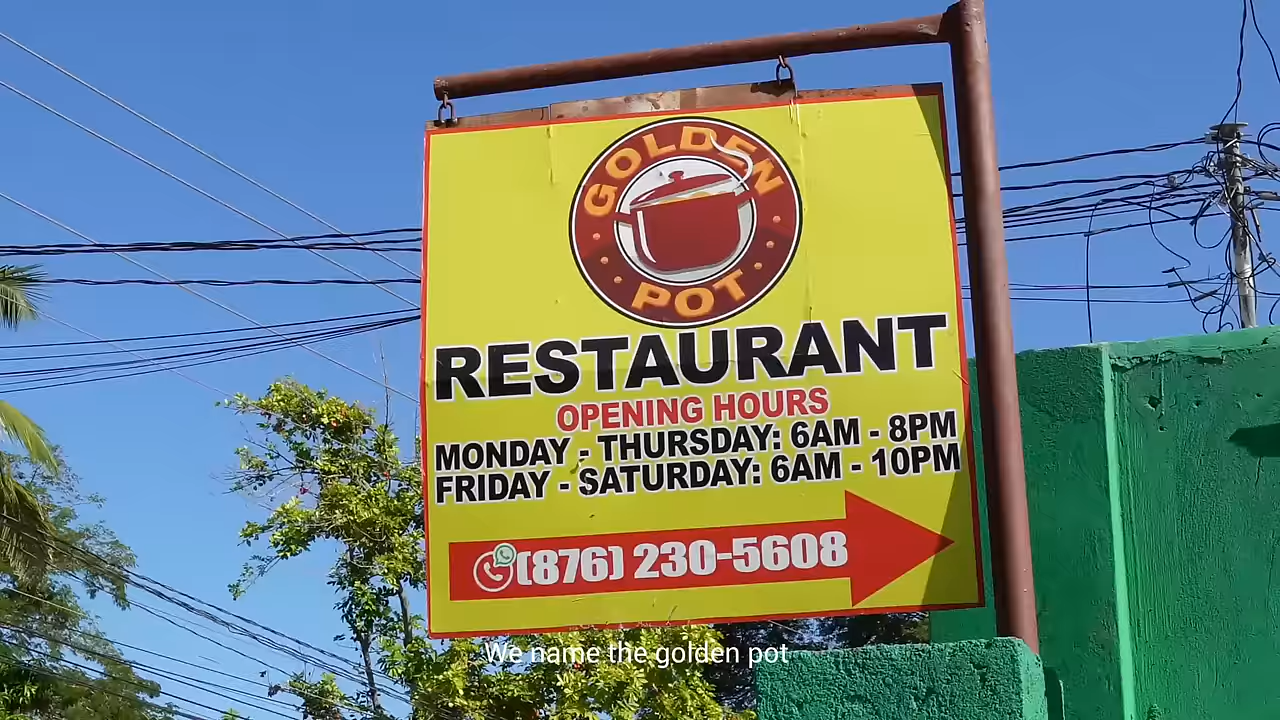 GOLDEN
POT
RESTAURANT
OPENING HOURS
MONDAY - THURSDAY: 6AM - 8PM
FRIDAY - SATURDAY: 6AM - 10PM
(876) 230-5608
We name the golden pot